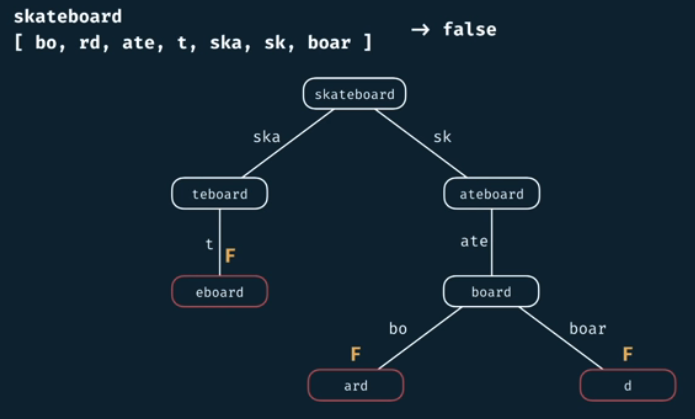 skateboard
[ bo, rd, ate, t, ska, sk, boar ] → false
skateboard
ska sk
teboard ateboard
t F ate
eboard board
bo boar
F F
ard d